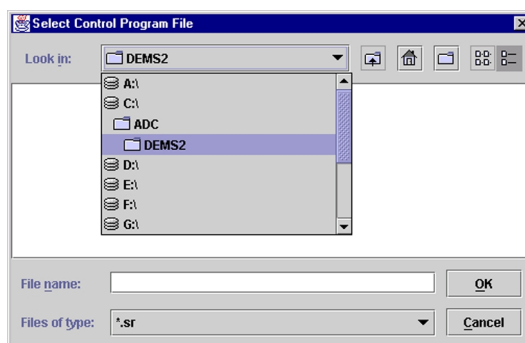 Select Control Program File
Look in: DEMS2
A:\
C:\
ADC
DEMS2
D:\
E:\
F:\
G:\
File name: OK
Files of type: *.sr Cancel